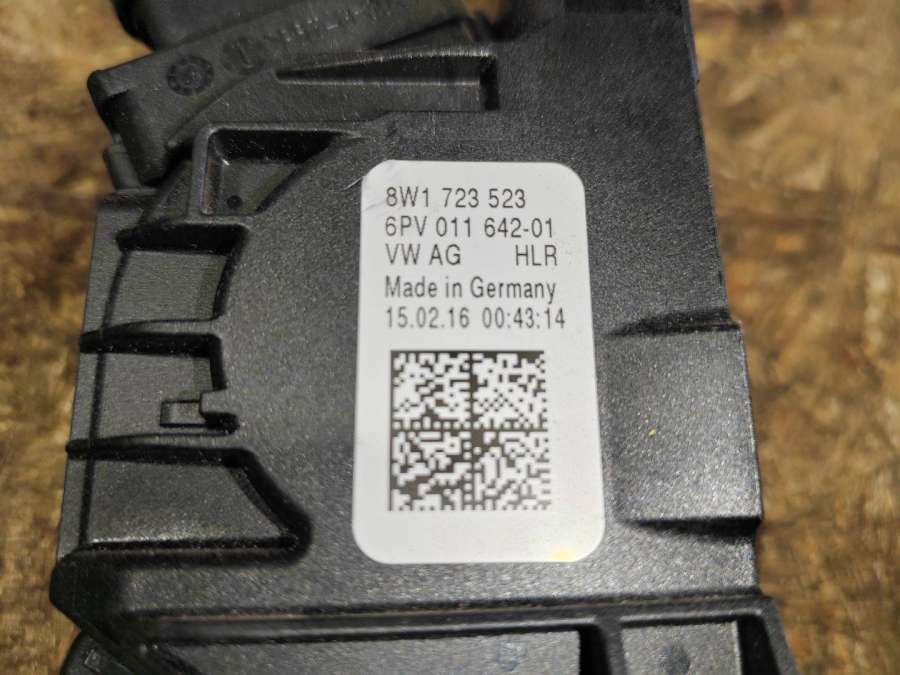 8W1 723 523
6PV 011 642-01
VW AG HLR
Made in Germany
15.02.16 00:43:14